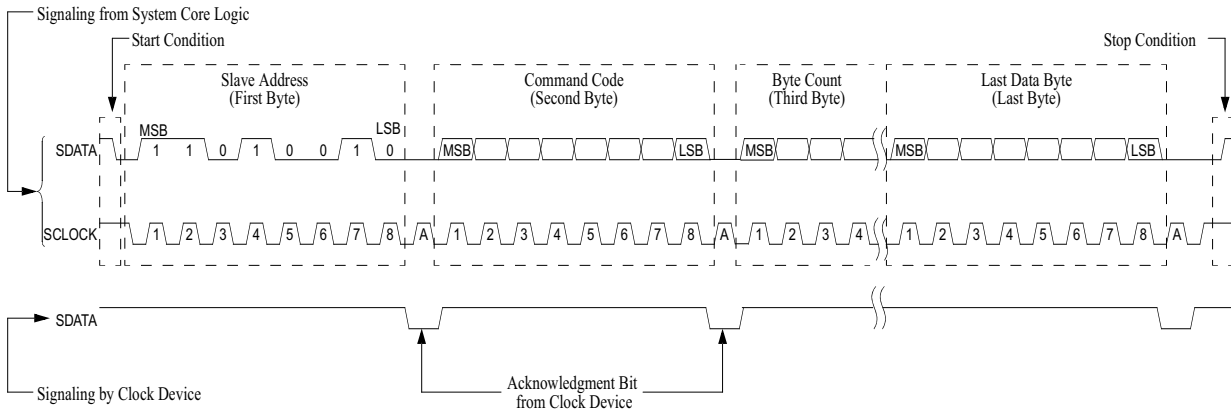 Signaling from System Core Logic
Start Condition
Stop Condition
Slave Address
(First Byte)
Command Code
(Second Byte)
Byte Count
(Third Byte)
Last Data Byte
(Last Byte)
MSB
LSB
SDATA
1 1 0 1 0 0 1 0
MSB LSB MSB MSB LSB
SCLOCK
1 2 3 4 5 6 7 8 A 1 2 3 4 5 6 7 8 A 1 2 3 4 1 2 3 4 5 6 7 8 A
SDATA
Signaling by Clock Device
Acknowledgment Bit
from Clock Device